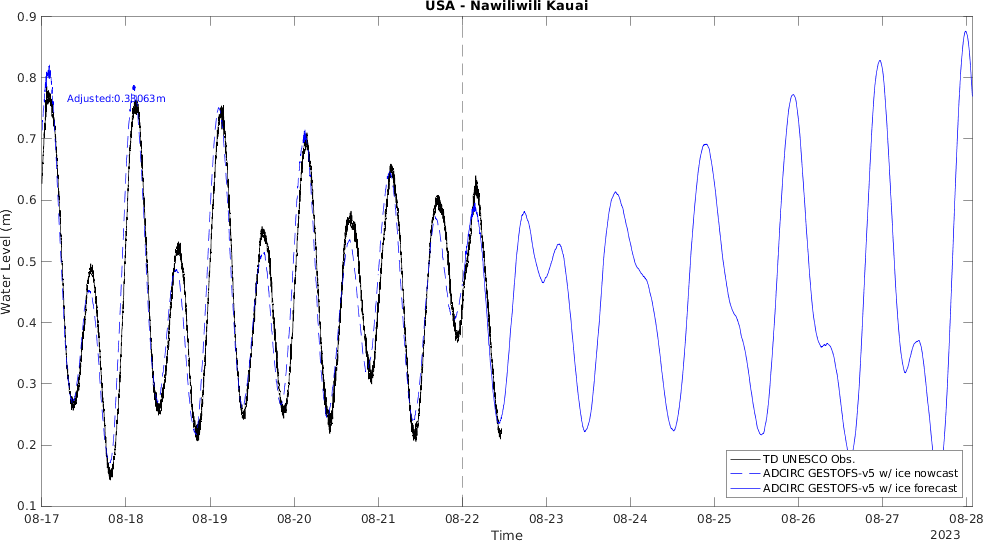 USA - Nawiliwili Kauai
0.9
0.8
Adjusted:0.33063m
0.7
0.6
0.5
0.4
0.3
0.2
0.1
Water Level (m)
TD UNESCO Obs.
ADCIRC GESTOFS-v5 w/ ice nowcast
ADCIRC GESTOFS-v5 w/ ice forecast
08-17 08-18 08-19 08-20 08-21 08-22 08-23 08-24 08-25 08-26 08-27 08-28
Time
2023